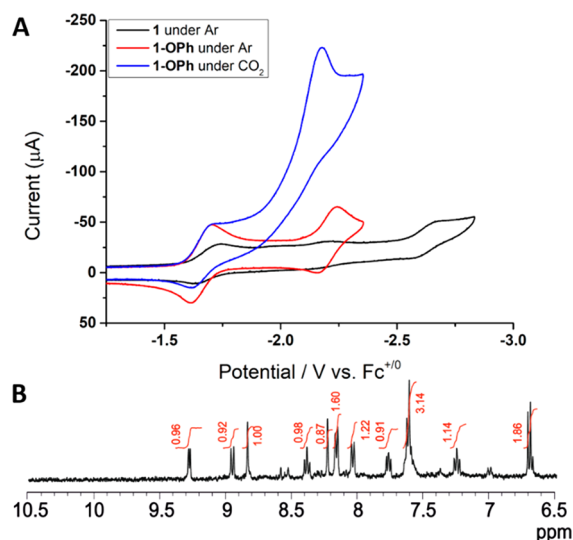 A
-250
-200
-150
-100
-50
0
50
Current (μA)
1 under Ar
1-OPh under Ar
1-OPh under CO₂
-1.5 -2.0 -2.5 -3.0
Potential / V vs. Fc⁺/⁰
B
0.96 0.92 1.00 0.98 0.87 1.60 1.22 0.91 3.14 1.14 1.86
10.5 10 9.5 9 8.5 8 7.5 7 6.5
ppm